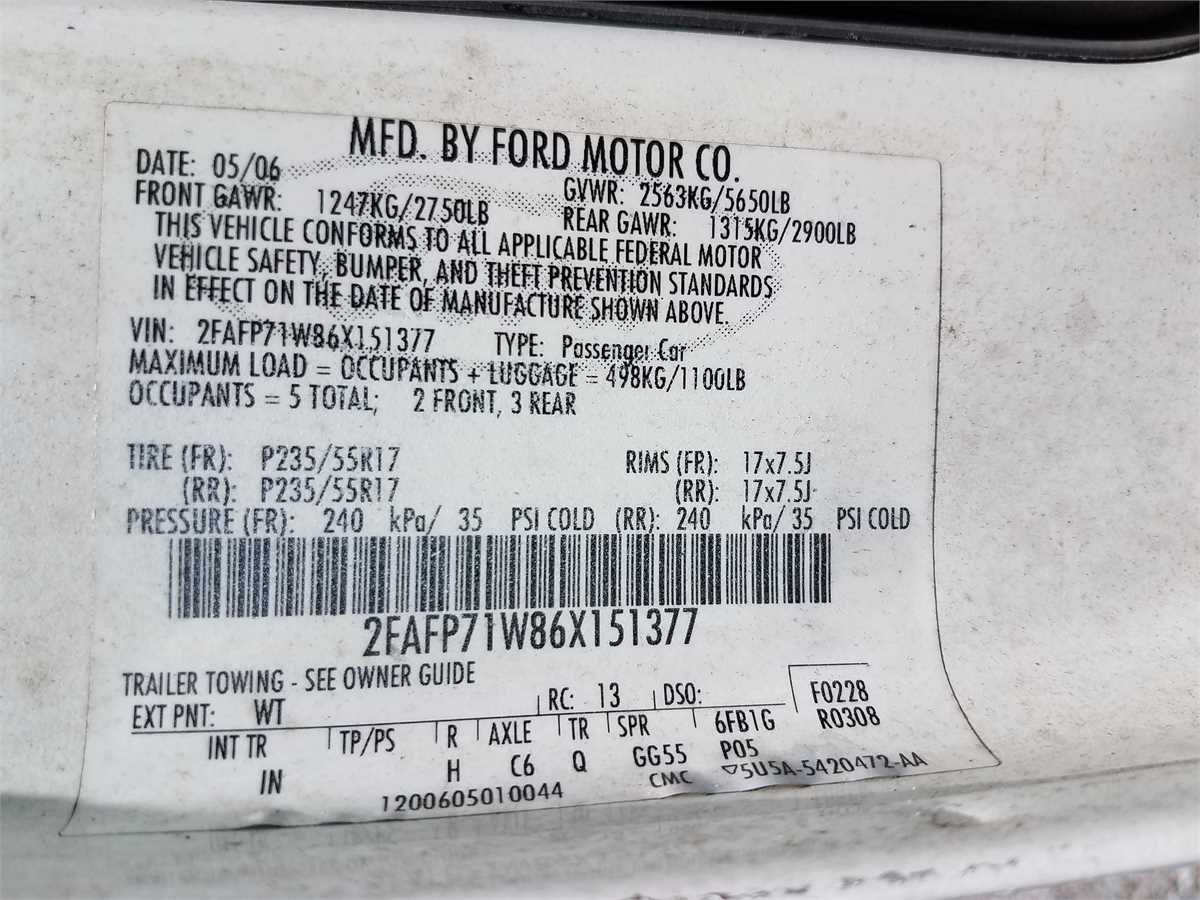 MFD. BY FORD MOTOR CO.
DATE: 05/06 GVWR: 2563KG/5650LB
FRONT GAWR: 1247KG/2750LB REAR GAWR: 1315KG/2900LB
THIS VEHICLE CONFORMS TO ALL APPLICABLE FEDERAL MOTOR
VEHICLE SAFETY, BUMPER, AND THEFT PREVENTION STANDARDS
IN EFFECT ON THE DATE OF MANUFACTURE SHOWN ABOVE.
VIN: 2FAFP71W86X151377 TYPE: Passenger Car
MAXIMUM LOAD = OCCUPANTS + LUGGAGE = 498KG/1100LB
OCCUPANTS = 5 TOTAL; 2 FRONT, 3 REAR
TIRE (FR): P235/55R17 RIMS (FR): 17x7.5J
(RR): P235/55R17 (RR): 17x7.5J
PRESSURE (FR): 240 kPa/ 35 PSI COLD (RR): 240 kPa/ 35 PSI COLD
2FAFP71W86X151377
TRAILER TOWING - SEE OWNER GUIDE
EXT PNT: WT RC: 13 DSO: F0228
INT TR TP/PS R AXLE TR SPR 6FB1G R0308
IN H C6 Q GG55 P05
1200605010044 CMC ▽5U5A-5420472-AA